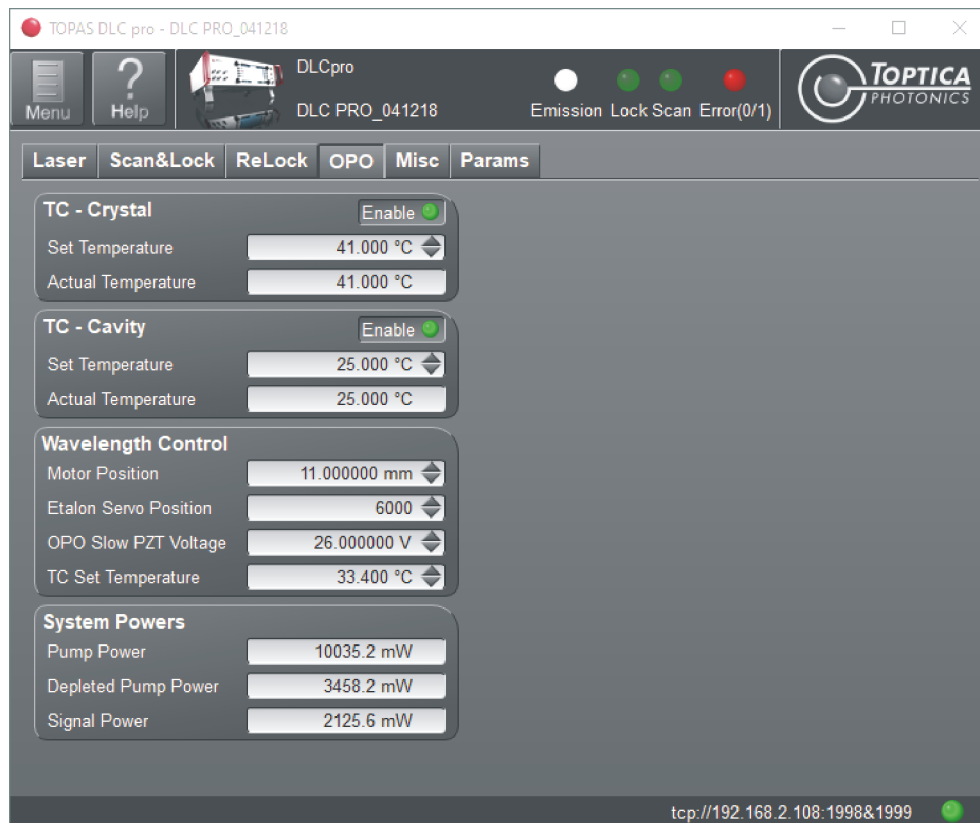 TOPAS DLC pro - DLC PRO_041218
Menu
?
Help
DLCpro
DLC PRO_041218
Emission Lock Scan Error(0/1)
TOPTICA
PHOTONICS
Laser Scan&Lock ReLock OPO Misc Params
TC - Crystal Enable
Set Temperature 41.000 °C
Actual Temperature 41.000 °C
TC - Cavity Enable
Set Temperature 25.000 °C
Actual Temperature 25.000 °C
Wavelength Control
Motor Position 11.000000 mm
Etalon Servo Position 6000
OPO Slow PZT Voltage 26.000000 V
TC Set Temperature 33.400 °C
System Powers
Pump Power 10035.2 mW
Depleted Pump Power 3458.2 mW
Signal Power 2125.6 mW
tcp://192.168.2.108:1998&1999